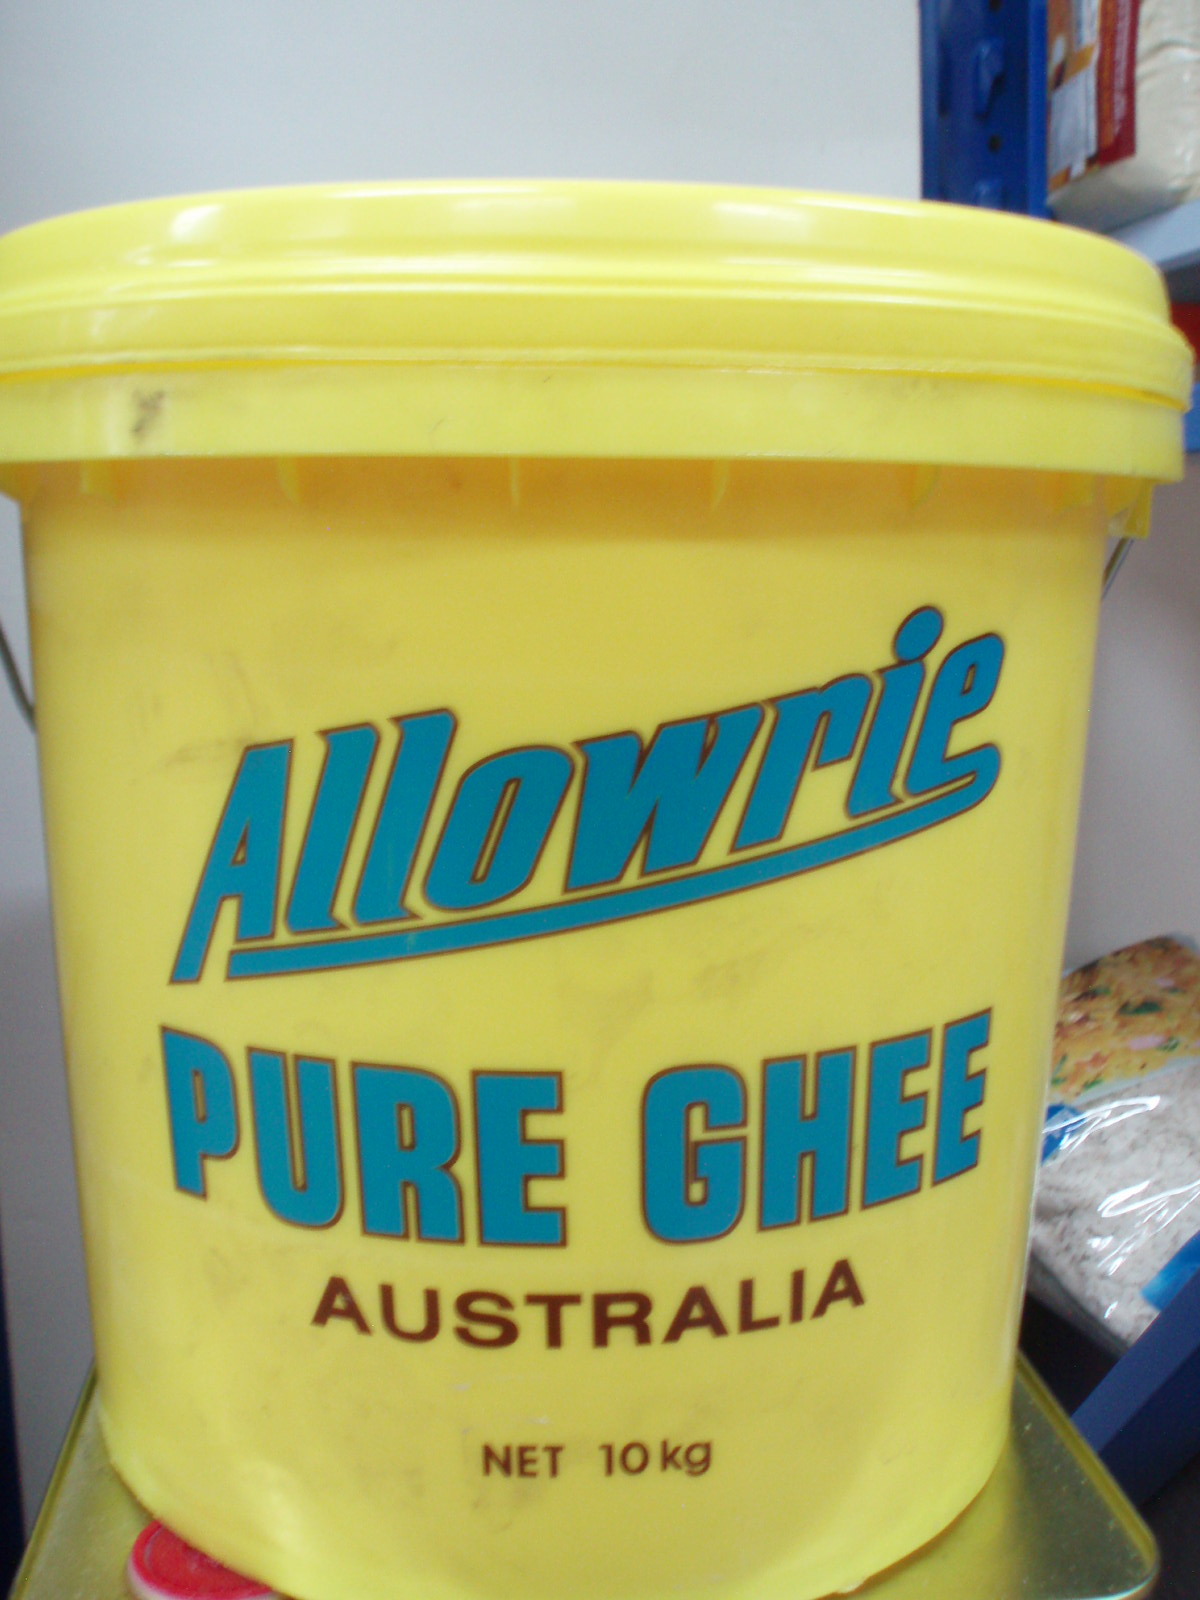 Allowrie
PURE GHEE
AUSTRALIA
NET 10kg